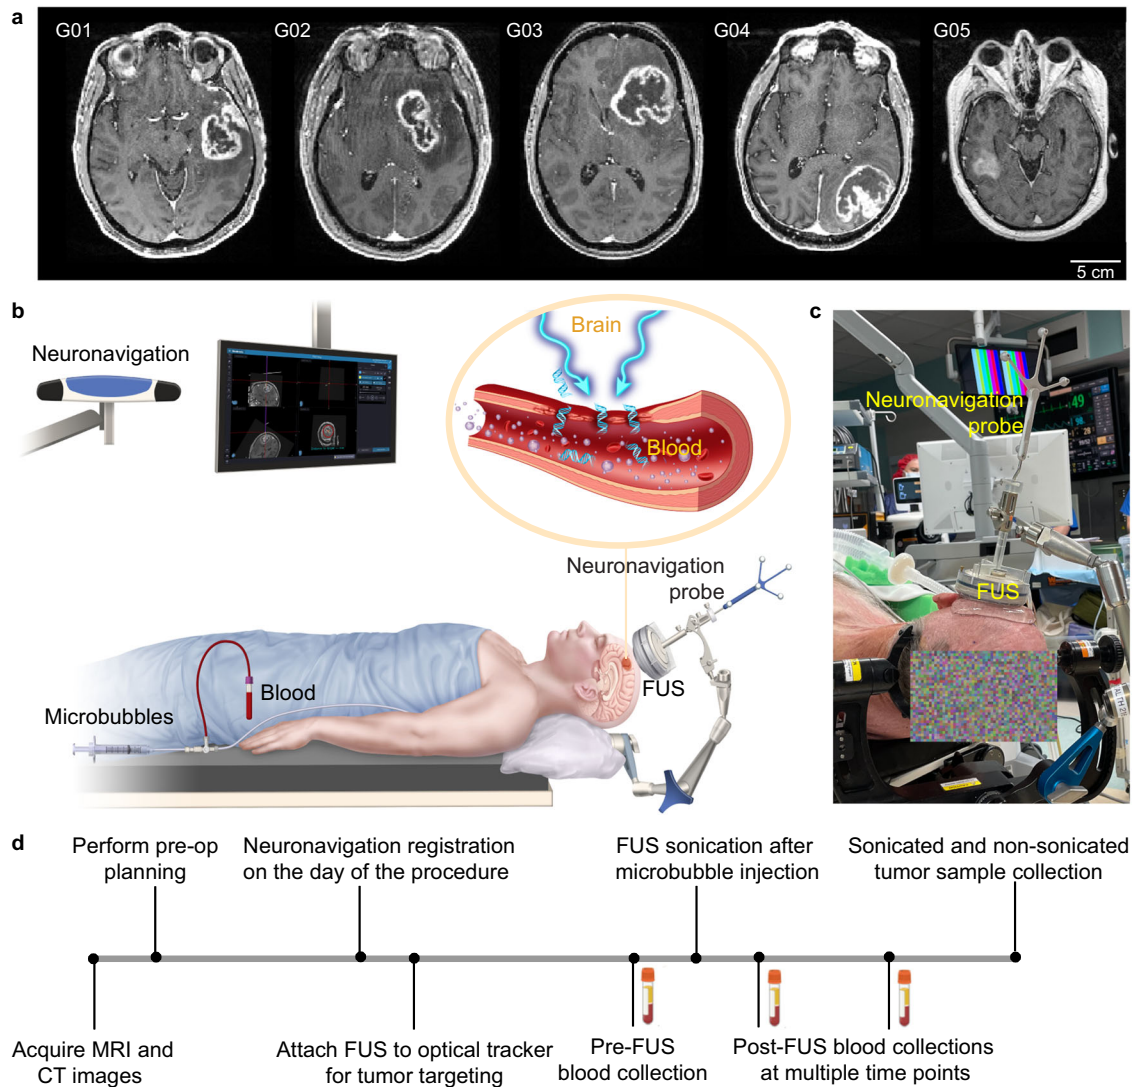 a
G01
G02
G03
G04
G05
5 cm
b
Neuronavigation
Brain
Blood
Neuronavigation
probe
FUS
Blood
Microbubbles
c
Neuronavigation
probe
FUS
49
d
Perform pre-op
planning
Neuronavigation registration
on the day of the procedure
FUS sonication after
microbubble injection
Sonicated and non-sonicated
tumor sample collection
Acquire MRI and
CT images
Attach FUS to optical tracker
for tumor targeting
Pre-FUS
blood collection
Post-FUS blood collections
at multiple time points